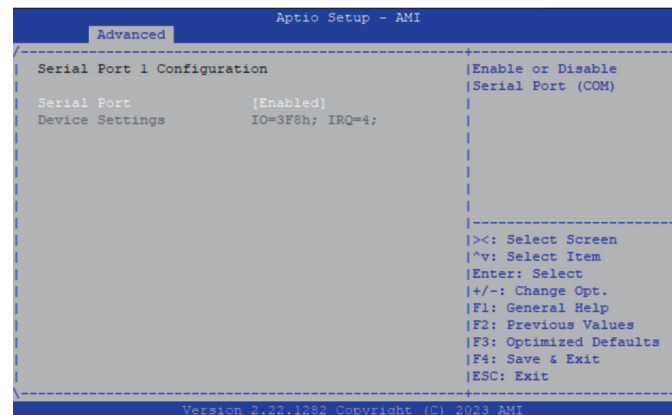 Aptio Setup - AMI
Advanced
Serial Port 1 Configuration
Enable or Disable
Serial Port (COM)
Serial Port [Enabled]
Device Settings IO=3F8h; IRQ=4;
><: Select Screen
^v: Select Item
Enter: Select
+/-: Change Opt.
F1: General Help
F2: Previous Values
F3: Optimized Defaults
F4: Save & Exit
ESC: Exit
Version 2.22.1282 Copyright (C) 2023 AMI